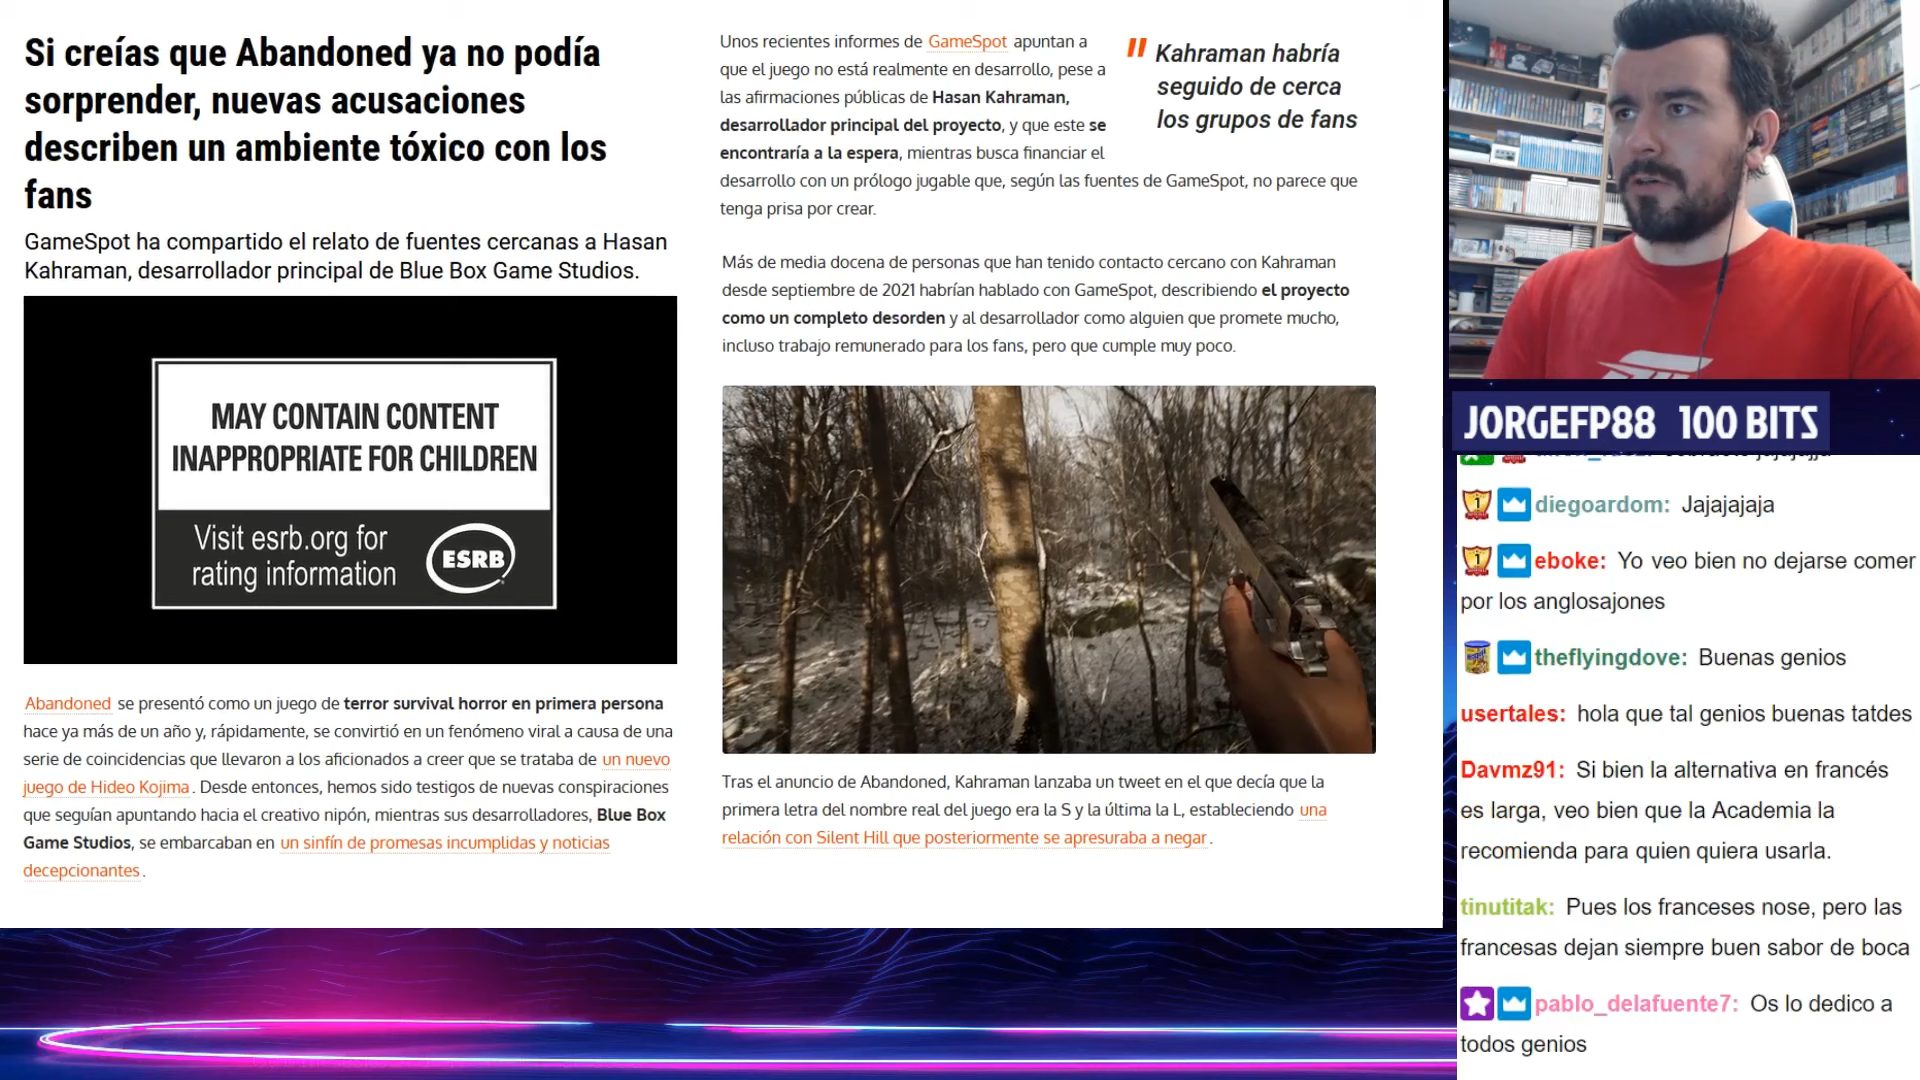 Si creías que Abandoned ya no podía
sorprender, nuevas acusaciones
describen un ambiente tóxico con los
fans
GameSpot ha compartido el relato de fuentes cercanas a Hasan
Kahraman, desarrollador principal de Blue Box Game Studios.
MAY CONTAIN CONTENT
INAPPROPRIATE FOR CHILDREN
Visit esrb.org for
rating information
ESRB
Abandoned se presentó como un juego de terror survival horror en primera persona
hace ya más de un año y, rápidamente, se convirtió en un fenómeno viral a causa de una
serie de coincidencias que llevaron a los aficionados a creer que se trataba de un nuevo
juego de Hideo Kojima. Desde entonces, hemos sido testigos de nuevas conspiraciones
que seguían apuntando hacia el creativo nipón, mientras sus desarrolladores, Blue Box
Game Studios, se embarcaban en un sinfín de promesas incumplidas y noticias
decepcionantes.
Unos recientes informes de GameSpot apuntan a
que el juego no está realmente en desarrollo, pese a
las afirmaciones públicas de Hasan Kahraman,
desarrollador principal del proyecto, y que este se
encontraría a la espera, mientras busca financiar el
desarrollo con un prólogo jugable que, según las fuentes de GameSpot, no parece que
tenga prisa por crear.
" Kahraman habría
seguido de cerca
los grupos de fans
Más de media docena de personas que han tenido contacto cercano con Kahraman
desde septiembre de 2021 habrían hablado con GameSpot, describiendo el proyecto
como un completo desorden y al desarrollador como alguien que promete mucho,
incluso trabajo remunerado para los fans, pero que cumple muy poco.
Tras el anuncio de Abandoned, Kahraman lanzaba un tweet en el que decía que la
primera letra del nombre real del juego era la S y la última la L, estableciendo una
relación con Silent Hill que posteriormente se apresuraba a negar.
JORGEFP88 100 BITS
diegoardom: Jajajajaja
eboke: Yo veo bien no dejarse comer
por los anglosajones
theflyingdove: Buenas genios
usertales: hola que tal genios buenas tatdes
Davmz91: Si bien la alternativa en francés
es larga, veo bien que la Academia la
recomienda para quien quiera usarla.
tinutitak: Pues los franceses nose, pero las
francesas dejan siempre buen sabor de boca
pablo_delafuente7: Os lo dedico a
todos genios